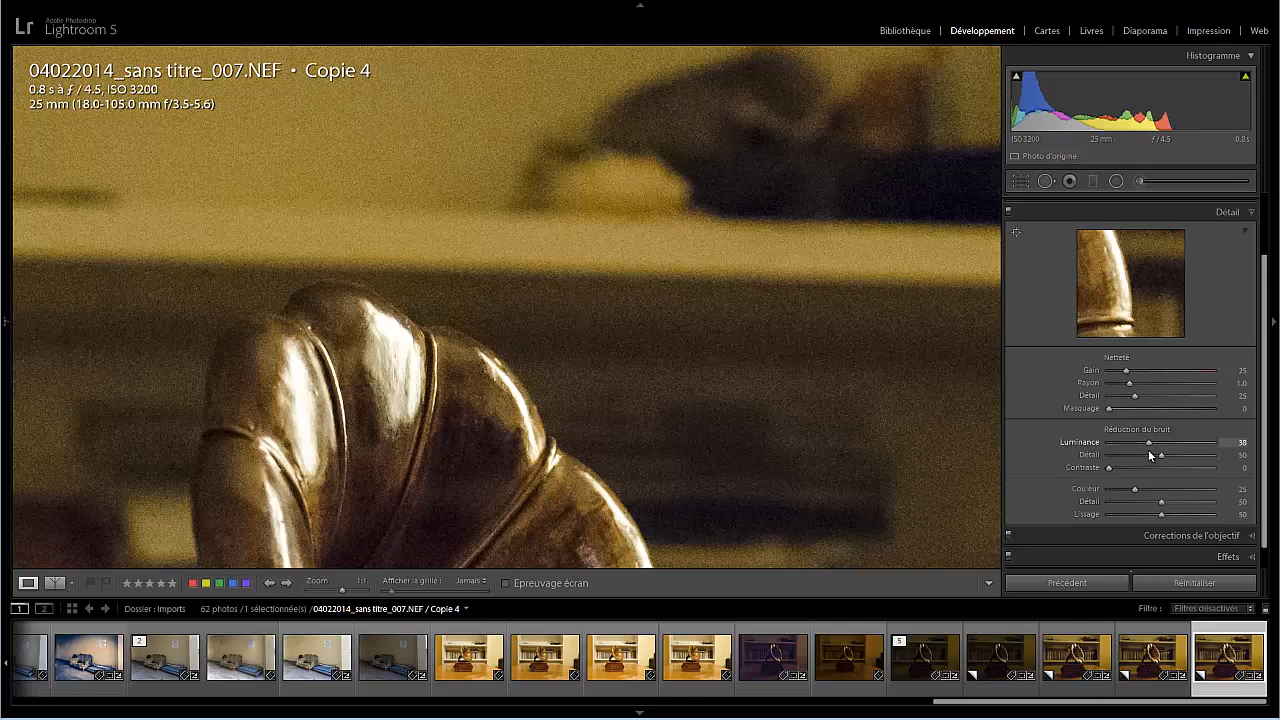 Lr Adobe Photoshop
Lightroom 5
Bibliothèque | Développement | Cartes | Livres | Diaporama | Impression | Web
04022014_sans titre_007.NEF • Copie 4
0.8 s à ƒ / 4.5, ISO 3200
25 mm (18.0-105.0 mm f/3.5-5.6)
Histogramme
ISO 3200 25 mm ƒ / 4.5 0.8 s
Photo d'origine
Détail
Netteté
Gain 25
Rayon 1.0
Détail 25
Masquage 0
Réduction du bruit
Luminance 38
Détail 50
Contraste 0
Couleur 25
Détail 50
Lissage 50
Corrections de l'objectif
Effets
Zoom 1:1 Afficher la grille : Jamais Epreuvage écran
Précédent Réinitialiser
1 2 Dossier : imports 62 photos /1 sélectionnée(s) /04022014_sans titre_007.NEF / Copie 4 Filtre : Filtres désactivés
2 5